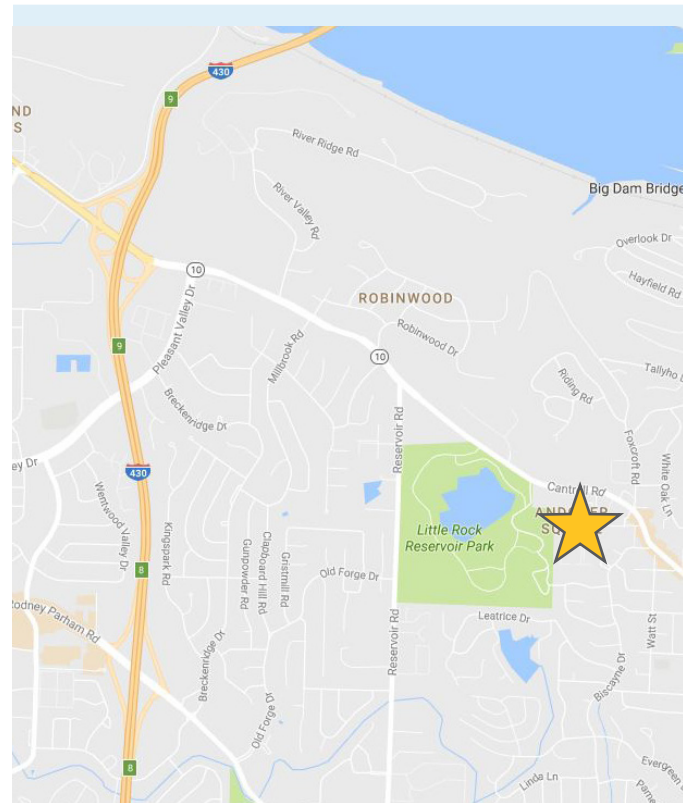 430
9
ND
S
River Ridge Rd
River Valley Rd
Big Dam Bridge
Overlook Dr
Hayfield Rd
10
ROBINWOOD
Robinwood Dr
Pleasant Valley Dr
Millbrook Rd
10
9
Tallyho
Riding Rd
Breckenridge Dr
Reservoir Rd
Foxcroft Rd
White Oak Ln
ey Dr
430
Cantrell Rd
Wentwood Valley Dr
Kingspark Rd
Little Rock
Reservoir Park
Gunpowder Rd
Clapboard Hill Rd
Gristmill Rd
8
Old Forge Dr
Rodney Parham Rd
Reservoir Rd
Leatrice Dr
Watt St
Breckenridge Dr
Biscayne Dr
Old Forge Dr
8
Linda Ln
Evergreen